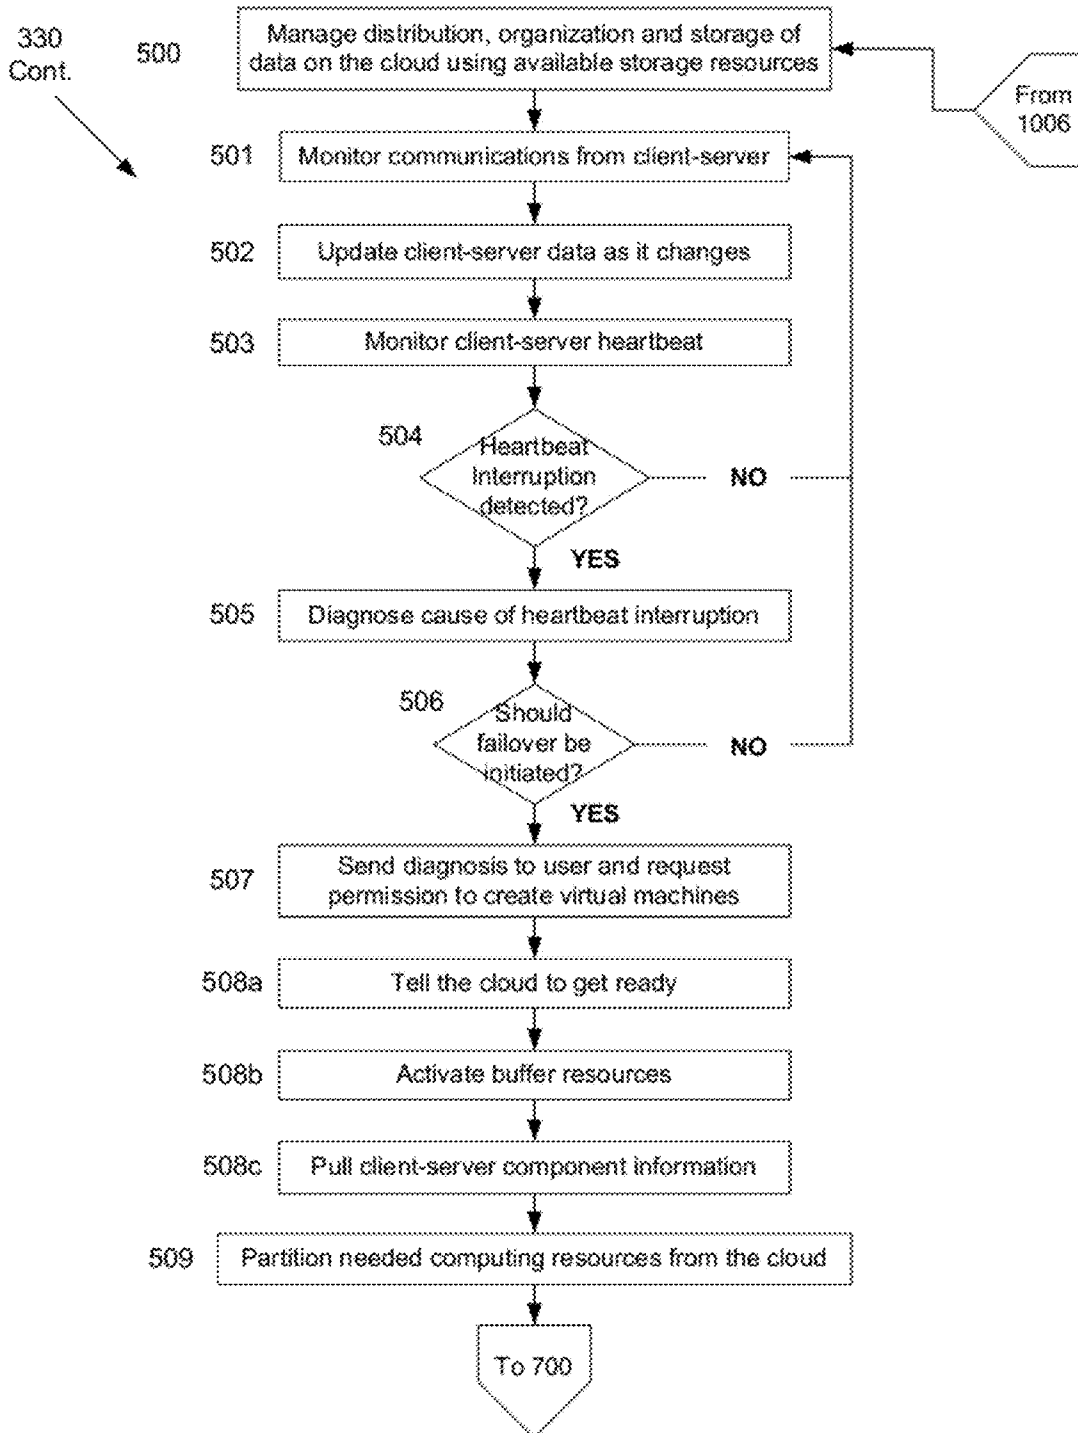 330
Cont.
500
Manage distribution, organization and storage of
data on the cloud using available storage resources
From
1006
501
Monitor communications from client-server
502
Update client-server data as it changes
503
Monitor client-server heartbeat
504
Heartbeat
Interruption
detected?
NO
YES
505
Diagnose cause of heartbeat interruption
506
Should
failover be
initiated?
NO
YES
507
Send diagnosis to user and request
permission to create virtual machines
508a
Tell the cloud to get ready
508b
Activate buffer resources
508c
Pull client-server component information
509
Partition needed computing resources from the cloud
To 700